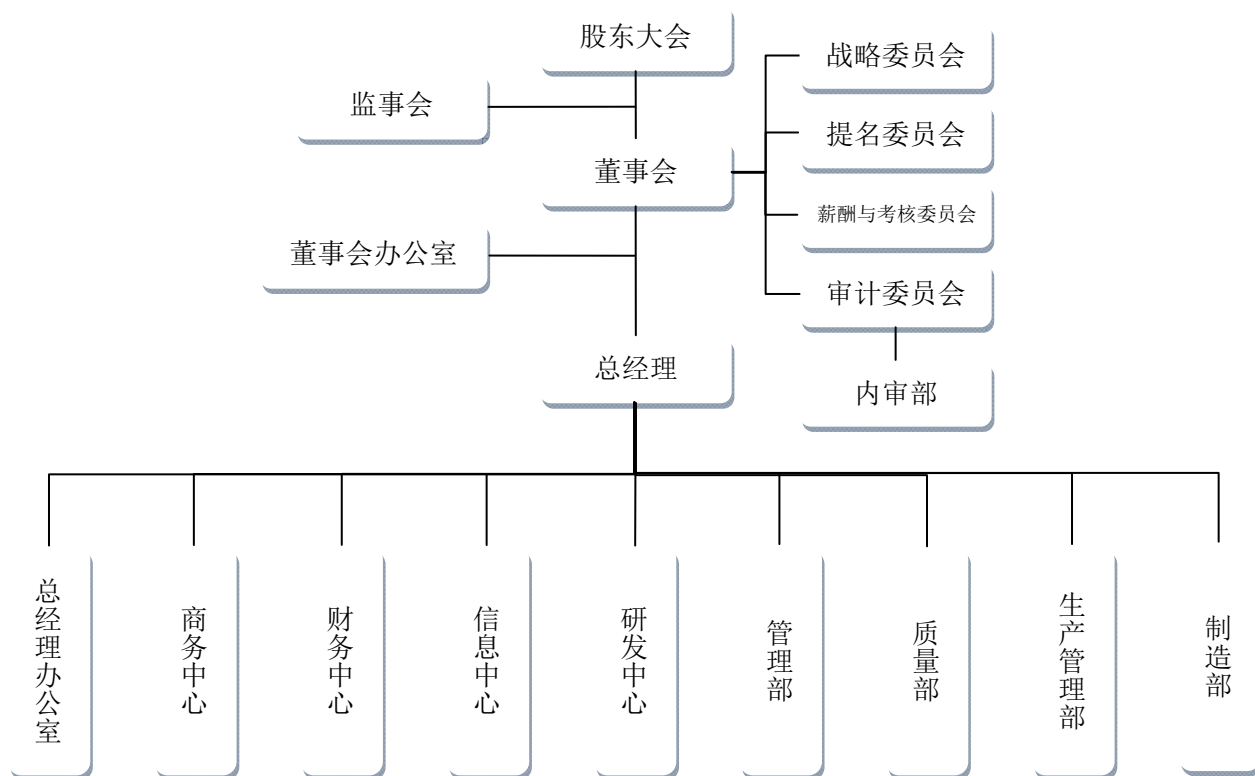 股东大会
战略委员会
监事会
提名委员会
董事会
薪酬与考核委员会
董事会办公室
审计委员会
总经理
内审部
总经理办公室
商务中心
财务中心
信息中心
研发中心
管理部
质量部
生产管理部
制造部